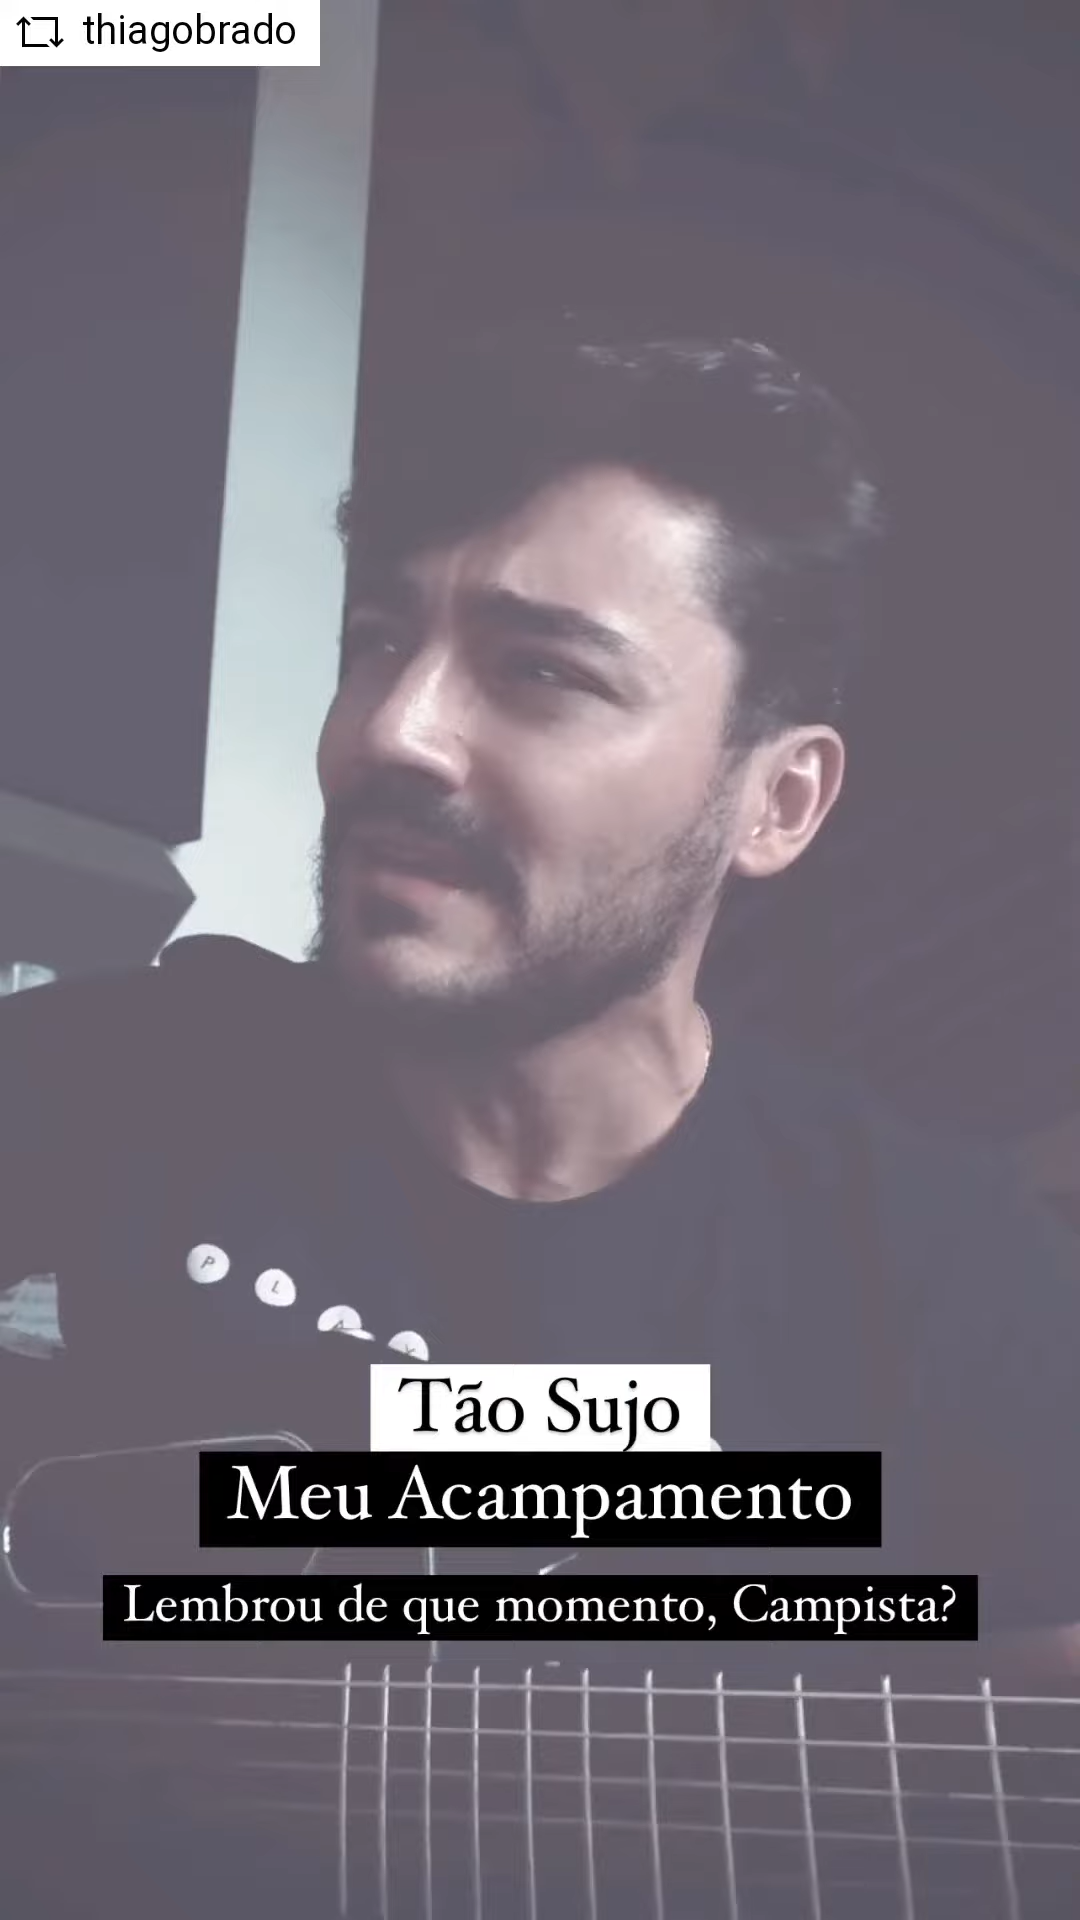 thiagobrado
P L A Y
Tão Sujo
Meu Acampamento
Lembrou de que momento, Campista?